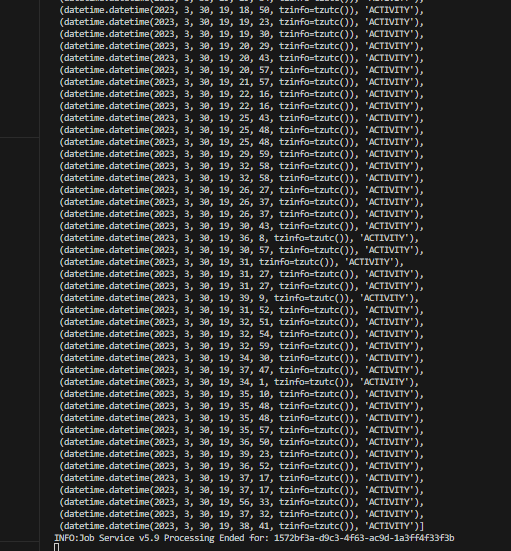 (datetime.datetime(2023, 3, 30, 19, 18, 50, tzinfo=tzutc()), 'ACTIVITY'),
(datetime.datetime(2023, 3, 30, 19, 19, 23, tzinfo=tzutc()), 'ACTIVITY'),
(datetime.datetime(2023, 3, 30, 19, 19, 30, tzinfo=tzutc()), 'ACTIVITY'),
(datetime.datetime(2023, 3, 30, 19, 20, 29, tzinfo=tzutc()), 'ACTIVITY'),
(datetime.datetime(2023, 3, 30, 19, 20, 43, tzinfo=tzutc()), 'ACTIVITY'),
(datetime.datetime(2023, 3, 30, 19, 20, 57, tzinfo=tzutc()), 'ACTIVITY'),
(datetime.datetime(2023, 3, 30, 19, 21, 57, tzinfo=tzutc()), 'ACTIVITY'),
(datetime.datetime(2023, 3, 30, 19, 22, 16, tzinfo=tzutc()), 'ACTIVITY'),
(datetime.datetime(2023, 3, 30, 19, 22, 16, tzinfo=tzutc()), 'ACTIVITY'),
(datetime.datetime(2023, 3, 30, 19, 25, 43, tzinfo=tzutc()), 'ACTIVITY'),
(datetime.datetime(2023, 3, 30, 19, 25, 48, tzinfo=tzutc()), 'ACTIVITY'),
(datetime.datetime(2023, 3, 30, 19, 25, 48, tzinfo=tzutc()), 'ACTIVITY'),
(datetime.datetime(2023, 3, 30, 19, 29, 59, tzinfo=tzutc()), 'ACTIVITY'),
(datetime.datetime(2023, 3, 30, 19, 32, 58, tzinfo=tzutc()), 'ACTIVITY'),
(datetime.datetime(2023, 3, 30, 19, 32, 58, tzinfo=tzutc()), 'ACTIVITY'),
(datetime.datetime(2023, 3, 30, 19, 26, 27, tzinfo=tzutc()), 'ACTIVITY'),
(datetime.datetime(2023, 3, 30, 19, 26, 37, tzinfo=tzutc()), 'ACTIVITY'),
(datetime.datetime(2023, 3, 30, 19, 26, 37, tzinfo=tzutc()), 'ACTIVITY'),
(datetime.datetime(2023, 3, 30, 19, 30, 43, tzinfo=tzutc()), 'ACTIVITY'),
(datetime.datetime(2023, 3, 30, 19, 36, 8, tzinfo=tzutc()), 'ACTIVITY'),
(datetime.datetime(2023, 3, 30, 19, 30, 57, tzinfo=tzutc()), 'ACTIVITY'),
(datetime.datetime(2023, 3, 30, 19, 31, tzinfo=tzutc()), 'ACTIVITY'),
(datetime.datetime(2023, 3, 30, 19, 31, 27, tzinfo=tzutc()), 'ACTIVITY'),
(datetime.datetime(2023, 3, 30, 19, 31, 27, tzinfo=tzutc()), 'ACTIVITY'),
(datetime.datetime(2023, 3, 30, 19, 39, 9, tzinfo=tzutc()), 'ACTIVITY'),
(datetime.datetime(2023, 3, 30, 19, 31, 52, tzinfo=tzutc()), 'ACTIVITY'),
(datetime.datetime(2023, 3, 30, 19, 32, 51, tzinfo=tzutc()), 'ACTIVITY'),
(datetime.datetime(2023, 3, 30, 19, 32, 54, tzinfo=tzutc()), 'ACTIVITY'),
(datetime.datetime(2023, 3, 30, 19, 32, 59, tzinfo=tzutc()), 'ACTIVITY'),
(datetime.datetime(2023, 3, 30, 19, 34, 30, tzinfo=tzutc()), 'ACTIVITY'),
(datetime.datetime(2023, 3, 30, 19, 37, 47, tzinfo=tzutc()), 'ACTIVITY'),
(datetime.datetime(2023, 3, 30, 19, 34, 1, tzinfo=tzutc()), 'ACTIVITY'),
(datetime.datetime(2023, 3, 30, 19, 35, 10, tzinfo=tzutc()), 'ACTIVITY'),
(datetime.datetime(2023, 3, 30, 19, 35, 48, tzinfo=tzutc()), 'ACTIVITY'),
(datetime.datetime(2023, 3, 30, 19, 35, 48, tzinfo=tzutc()), 'ACTIVITY'),
(datetime.datetime(2023, 3, 30, 19, 35, 57, tzinfo=tzutc()), 'ACTIVITY'),
(datetime.datetime(2023, 3, 30, 19, 36, 50, tzinfo=tzutc()), 'ACTIVITY'),
(datetime.datetime(2023, 3, 30, 19, 39, 23, tzinfo=tzutc()), 'ACTIVITY'),
(datetime.datetime(2023, 3, 30, 19, 36, 52, tzinfo=tzutc()), 'ACTIVITY'),
(datetime.datetime(2023, 3, 30, 19, 37, 17, tzinfo=tzutc()), 'ACTIVITY'),
(datetime.datetime(2023, 3, 30, 19, 37, 17, tzinfo=tzutc()), 'ACTIVITY'),
(datetime.datetime(2023, 3, 30, 19, 56, 33, tzinfo=tzutc()), 'ACTIVITY'),
(datetime.datetime(2023, 3, 30, 19, 37, 32, tzinfo=tzutc()), 'ACTIVITY'),
(datetime.datetime(2023, 3, 30, 19, 38, 41, tzinfo=tzutc()), 'ACTIVITY')]
INFO:Job Service v5.9 Processing Ended for: 1572bf3a-d9c3-4f63-ac9d-1a3ff4f33f3b